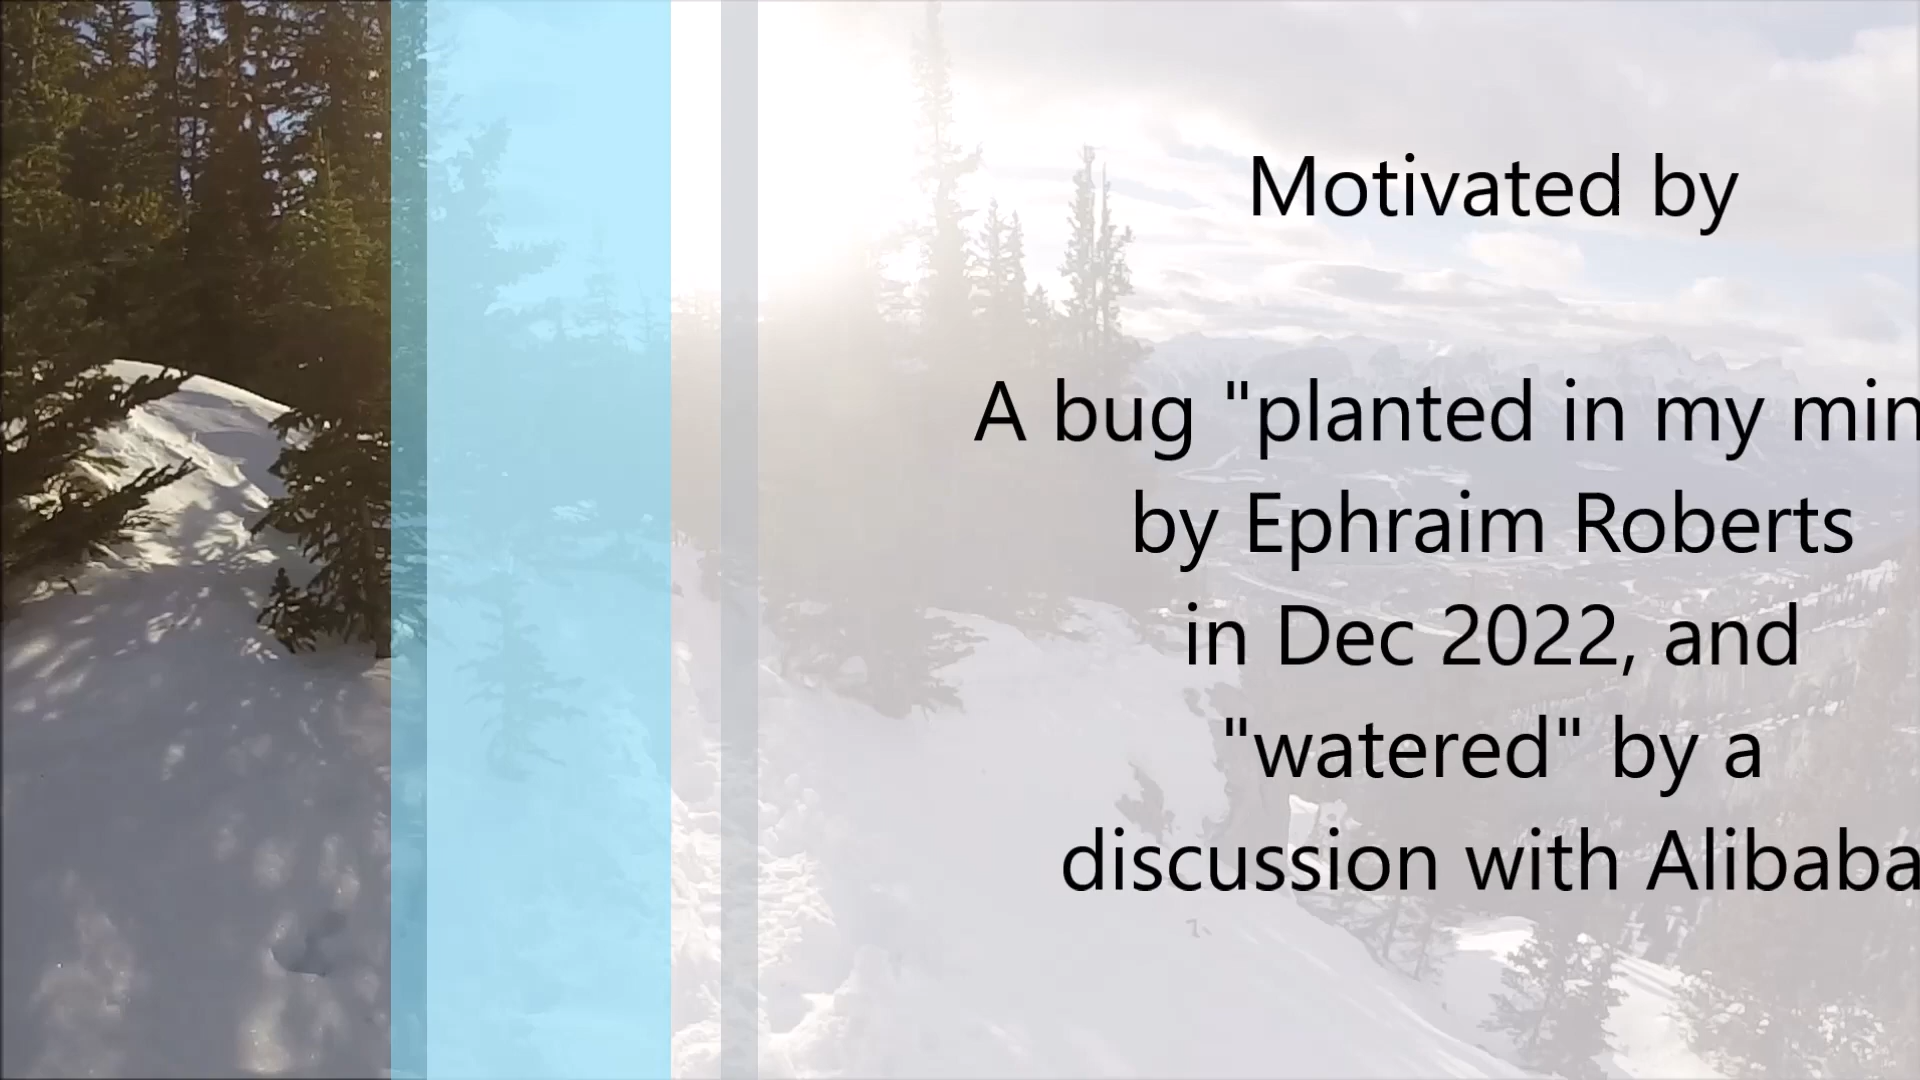 Motivated by
A bug "planted in my min
by Ephraim Roberts
in Dec 2022, and
"watered" by a
discussion with Alibaba